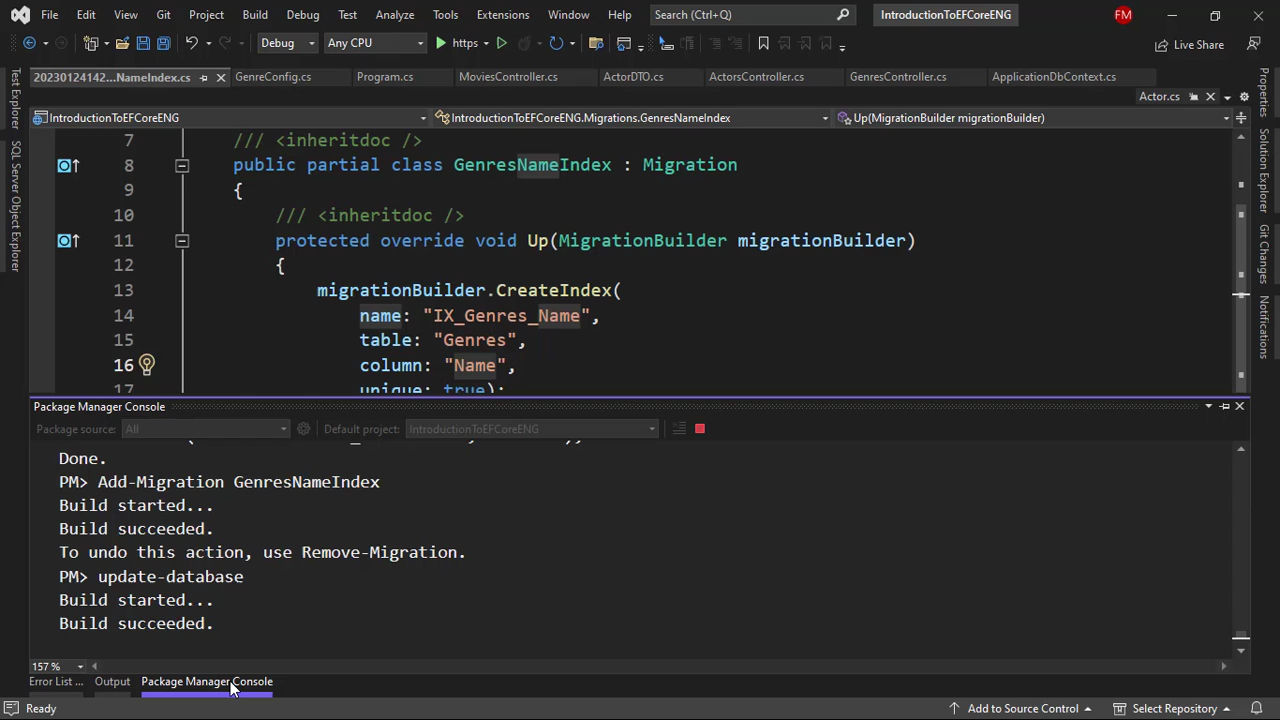 File Edit View Git Project Build Debug Test Analyze Tools Extensions Window Help Search (Ctrl+Q) IntroductionToEFCoreENG FM
Debug Any CPU https Live Share
20230124142...NameIndex.cs GenreConfig.cs Program.cs MoviesController.cs ActorDTO.cs ActorsController.cs GenresController.cs ApplicationDbContext.cs
Actor.cs
IntroductionToEFCoreENG IntroductionToEFCoreENG.Migrations.GenresNameIndex Up(MigrationBuilder migrationBuilder)
Test Explorer
SQL Server Object Explorer
7 /// <inheritdoc />
8 public partial class GenresNameIndex : Migration
9 {
10 /// <inheritdoc />
11 protected override void Up(MigrationBuilder migrationBuilder)
12 {
13 migrationBuilder.CreateIndex(
14 name: "IX_Genres_Name",
15 table: "Genres",
16 column: "Name",
17 unique: true);
Properties
Solution Explorer
Git Changes
Notifications
Package Manager Console
Package source: All Default project: IntroductionToEFCoreENG
Done.
PM> Add-Migration GenresNameIndex
Build started...
Build succeeded.
To undo this action, use Remove-Migration.
PM> update-database
Build started...
Build succeeded.
157 %
Error List ... Output Package Manager Console
Ready Add to Source Control Select Repository